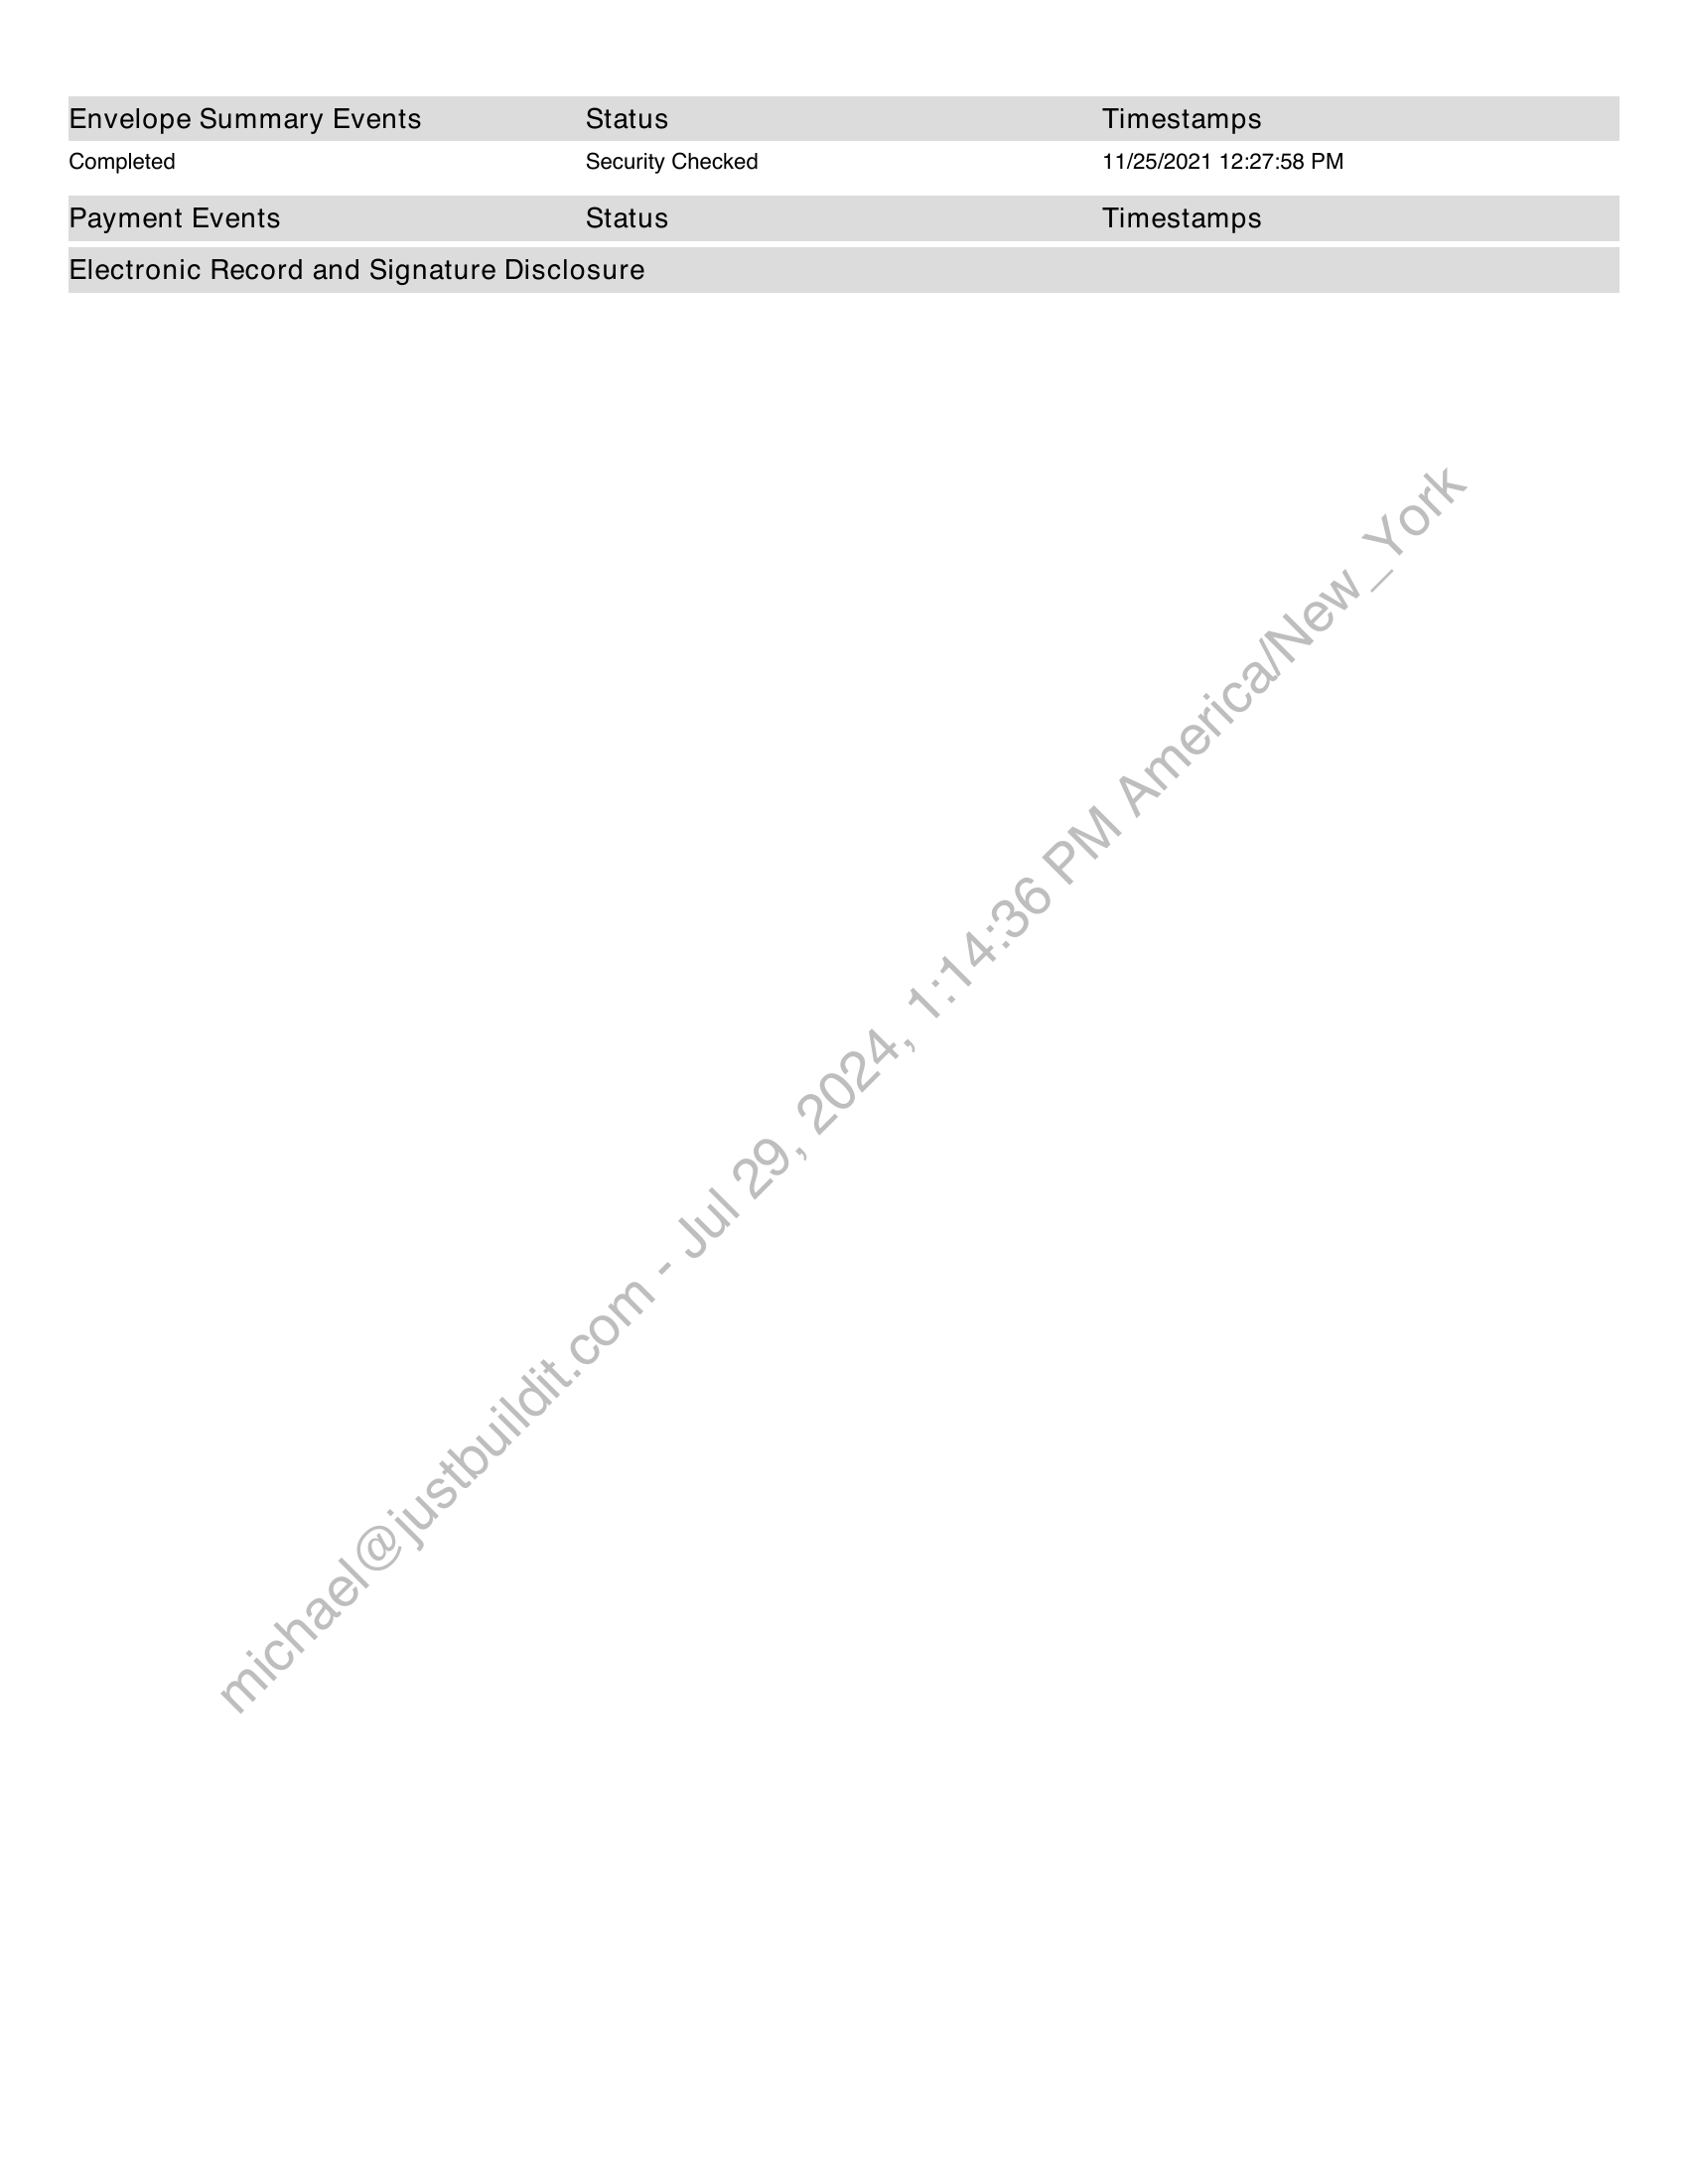 Envelope Summary Events Status Timestamps
Completed Security Checked 11/25/2021 12:27:58 PM
Payment Events Status Timestamps
Electronic Record and Signature Disclosure
michael@justbuildit.com - Jul 29, 2024, 1:14:36 PM America/New_York